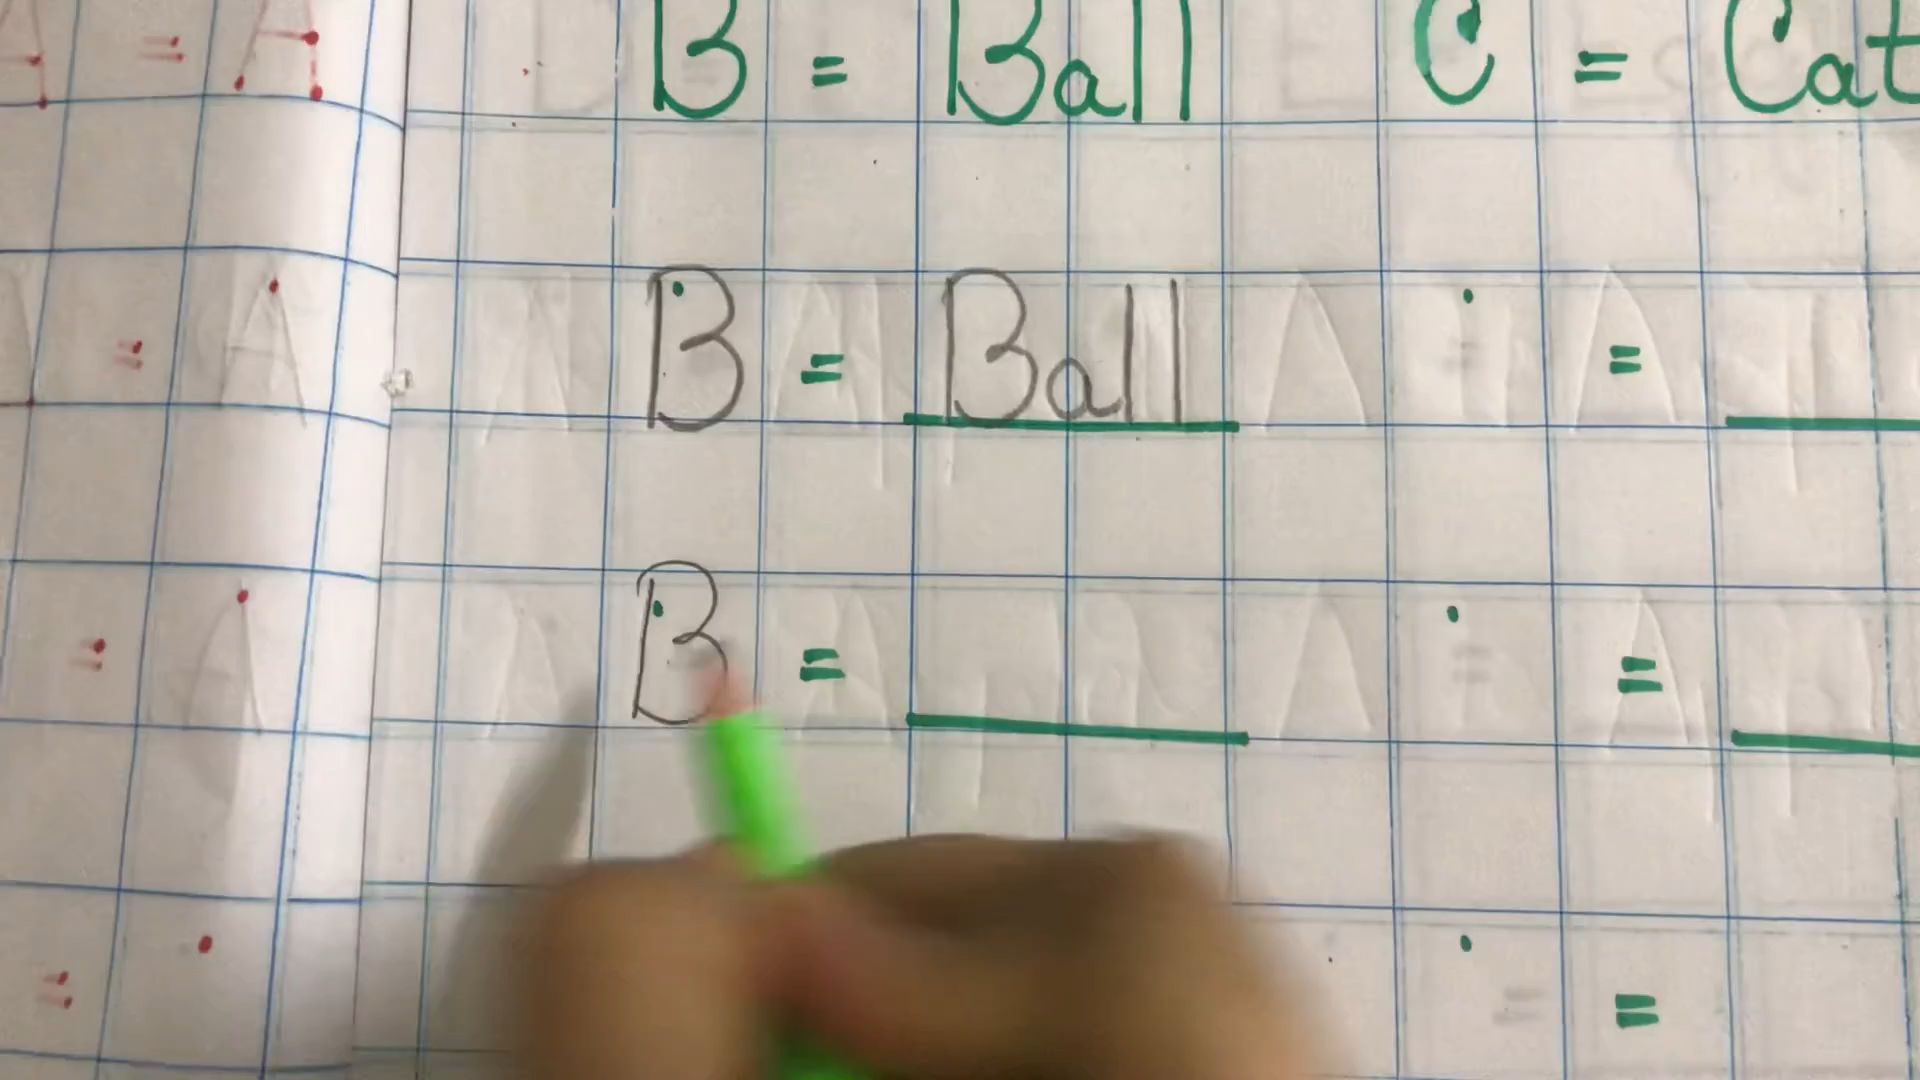 A = A B = Ball C = Cat
= A B = Ball =
= B = =
= =